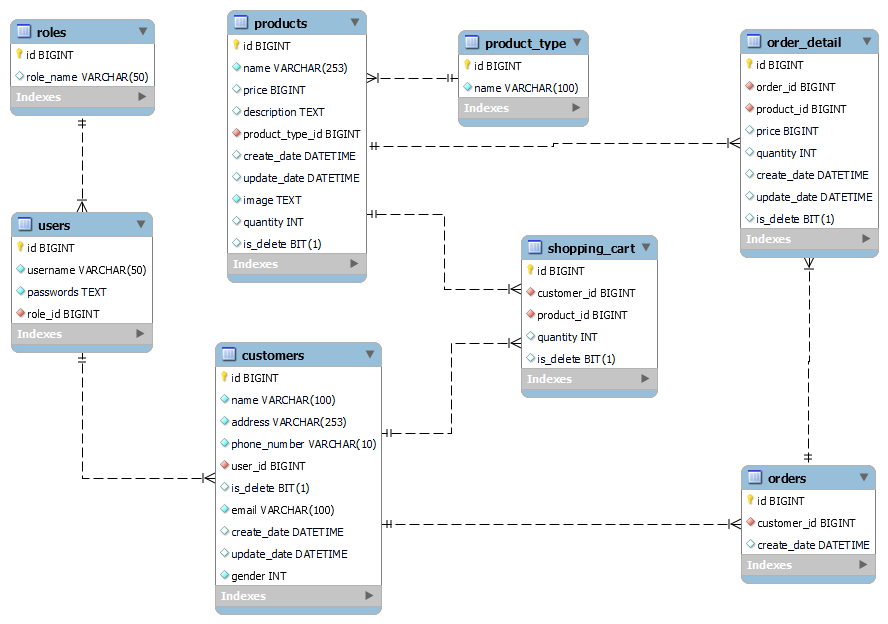 roles
id BIGINT
role_name VARCHAR(50)
Indexes
products
id BIGINT
name VARCHAR(253)
price BIGINT
description TEXT
product_type_id BIGINT
create_date DATETIME
update_date DATETIME
image TEXT
quantity INT
is_delete BIT(1)
Indexes
product_type
id BIGINT
name VARCHAR(100)
Indexes
order_detail
id BIGINT
order_id BIGINT
product_id BIGINT
price BIGINT
quantity INT
create_date DATETIME
update_date DATETIME
is_delete BIT(1)
Indexes
users
id BIGINT
username VARCHAR(50)
passwords TEXT
role_id BIGINT
Indexes
shopping_cart
id BIGINT
customer_id BIGINT
product_id BIGINT
quantity INT
is_delete BIT(1)
Indexes
customers
id BIGINT
name VARCHAR(100)
address VARCHAR(253)
phone_number VARCHAR(10)
user_id BIGINT
is_delete BIT(1)
email VARCHAR(100)
create_date DATETIME
update_date DATETIME
gender INT
Indexes
orders
id BIGINT
customer_id BIGINT
create_date DATETIME
Indexes